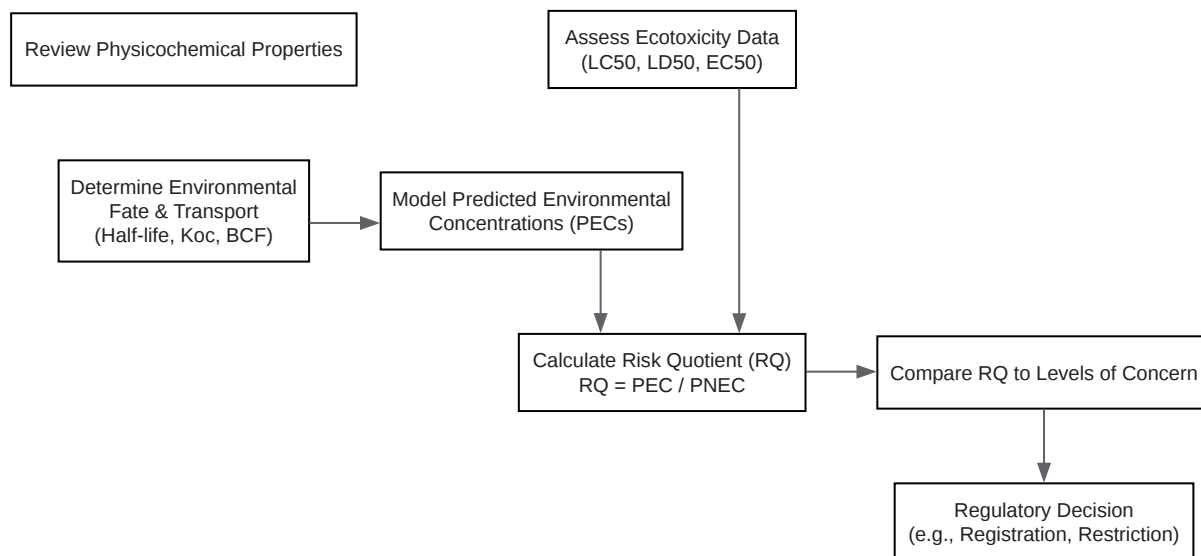 Review Physicochemical Properties
Assess Ecotoxicity Data
(LC50, LD50, EC50)
Determine Environmental
Fate & Transport
(Half-life, Koc, BCF)
Model Predicted Environmental
Concentrations (PECs)
Calculate Risk Quotient (RQ)
RQ = PEC / PNEC
Compare RQ to Levels of Concern
Regulatory Decision
(e.g., Registration, Restriction)